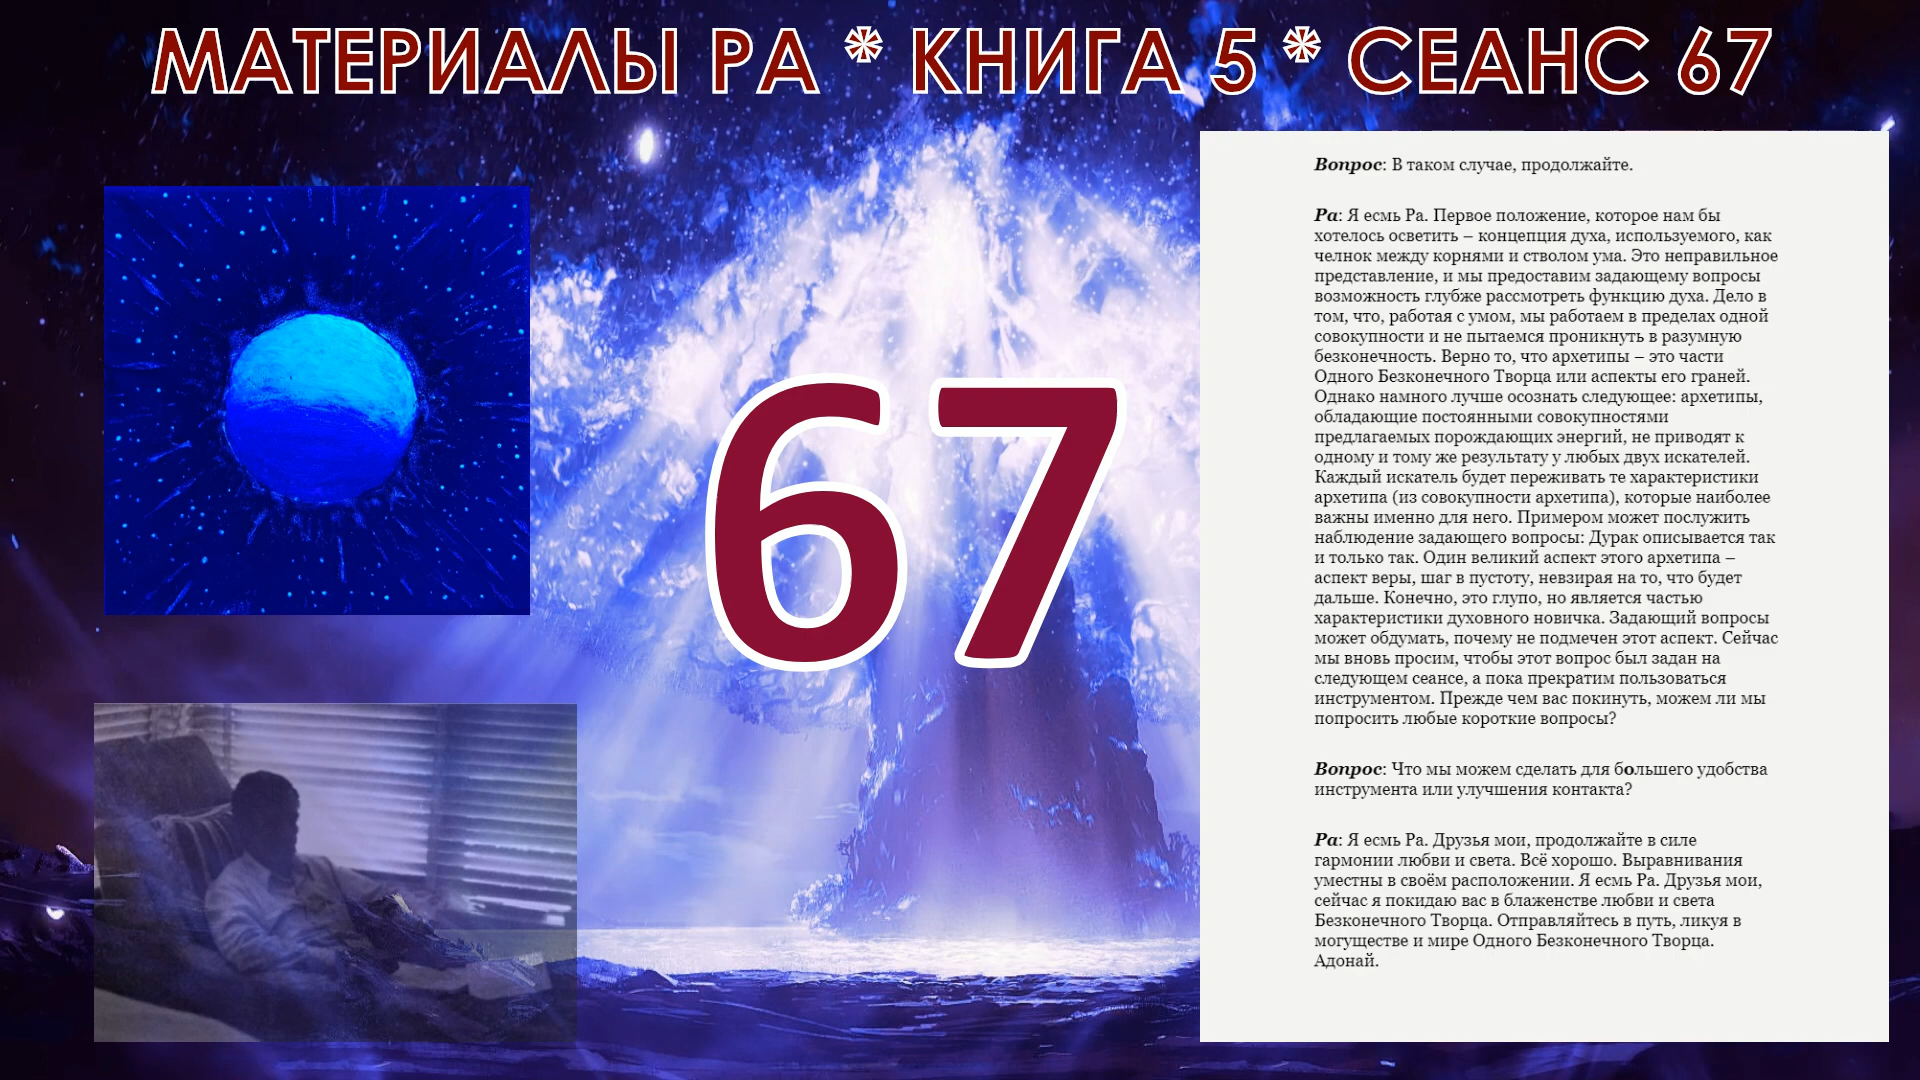 МАТЕРИАЛЫ РА * КНИГА 5 * СЕАНС 67
67
Вопрос: В таком случае, продолжайте.
Ра: Я есмь Ра. Первое положение, которое нам бы
хотелось осветить – концепция духа, используемого, как
челнок между корнями и стволом ума. Это неправильное
представление, и мы предоставим задающему вопросы
возможность глубже рассмотреть функцию духа. Дело в
том, что, работая с умом, мы работаем в пределах одной
совокупности и не пытаемся проникнуть в разумную
безконечность. Верно то, что архетипы – это части
Одного Безконечного Творца или аспекты его граней.
Однако намного лучше осознать следующее: архетипы,
обладающие постоянными совокупностями
предлагаемых порождающих энергий, не приводят к
одному и тому же результату у любых двух искателей.
Каждый искатель будет переживать те характеристики
архетипа (из совокупности архетипа), которые наиболее
важны именно для него. Примером может послужить
наблюдение задающего вопросы: Дурак описывается так
и только так. Один великий аспект этого архетипа –
аспект веры, шаг в пустоту, невзирая на то, что будет
дальше. Конечно, это глупо, но является частью
характеристики духовного новичка. Задающий вопросы
может обдумать, почему не подмечен этот аспект. Сейчас
мы вновь просим, чтобы этот вопрос был задан на
следующем сеансе, а пока прекратим пользоваться
инструментом. Прежде чем вас покинуть, можем ли мы
попросить любые короткие вопросы?
Вопрос: Что мы можем сделать для большего удобства
инструмента или улучшения контакта?
Ра: Я есмь Ра. Друзья мои, продолжайте в силе
гармонии любви и света. Всё хорошо. Выравнивания
уместны в своём расположении. Я есмь Ра. Друзья мои,
сейчас я покидаю вас в блаженстве любви и света
Безконечного Творца. Отправляйтесь в путь, ликуя в
могуществе и мире Одного Безконечного Творца.
Адонай.